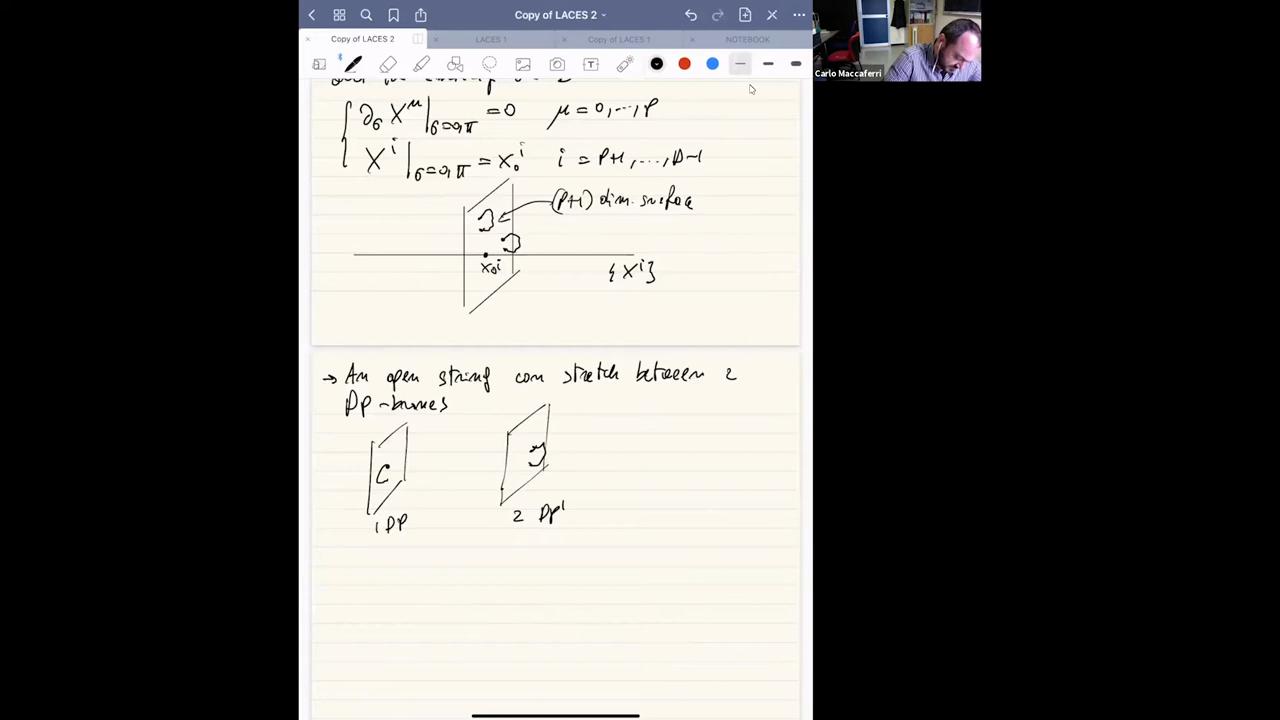 Copy of LACES 2
Copy of LACES 2
LACES 1
Copy of LACES 1
NOTEBOOK
Carlo Maccaferri
∂σ X^μ |σ=0,π = 0 μ = 0, ..., P
X^i |σ=0,π = x₀^i i = P+1, ..., D-1
(P+1) dim. surface
x₀^i
{X^i}
→ An open string can stretch between 2
Dp-branes
1 DP
2 Dp'